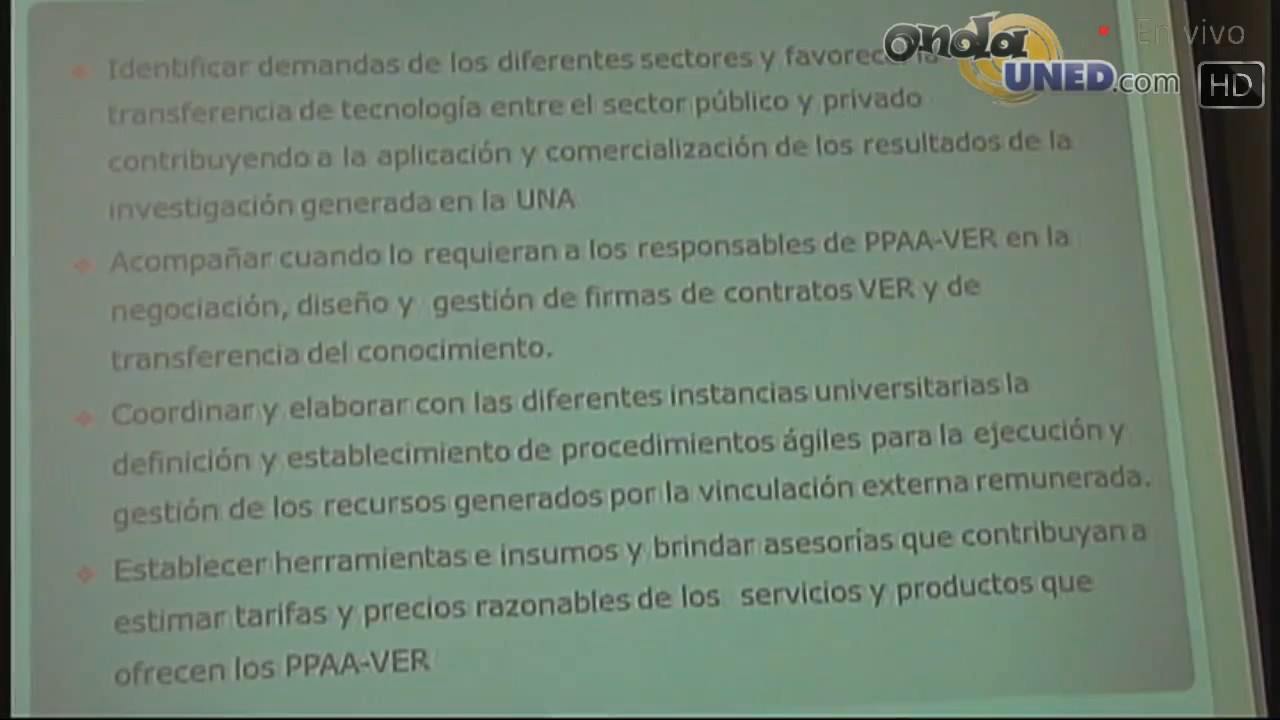 onda UNED.com
En vivo
HD
Identificar demandas de los diferentes sectores y favorece
transferencia de tecnología entre el sector público y privado
contribuyendo a la aplicación y comercialización de los resultados de la
investigación generada en la UNA
Acompañar cuando lo requieran a los responsables de PPAA-VER en la
negociación, diseño y gestión de firmas de contratos VER y de
transferencia del conocimiento.
Coordinar y elaborar con las diferentes instancias universitarias la
definición y establecimiento de procedimientos ágiles para la ejecución y
gestión de los recursos generados por la vinculación externa remunerada.
Establecer herramientas e insumos y brindar asesorías que contribuyan a
estimar tarifas y precios razonables de los servicios y productos que
ofrecen los PPAA-VER